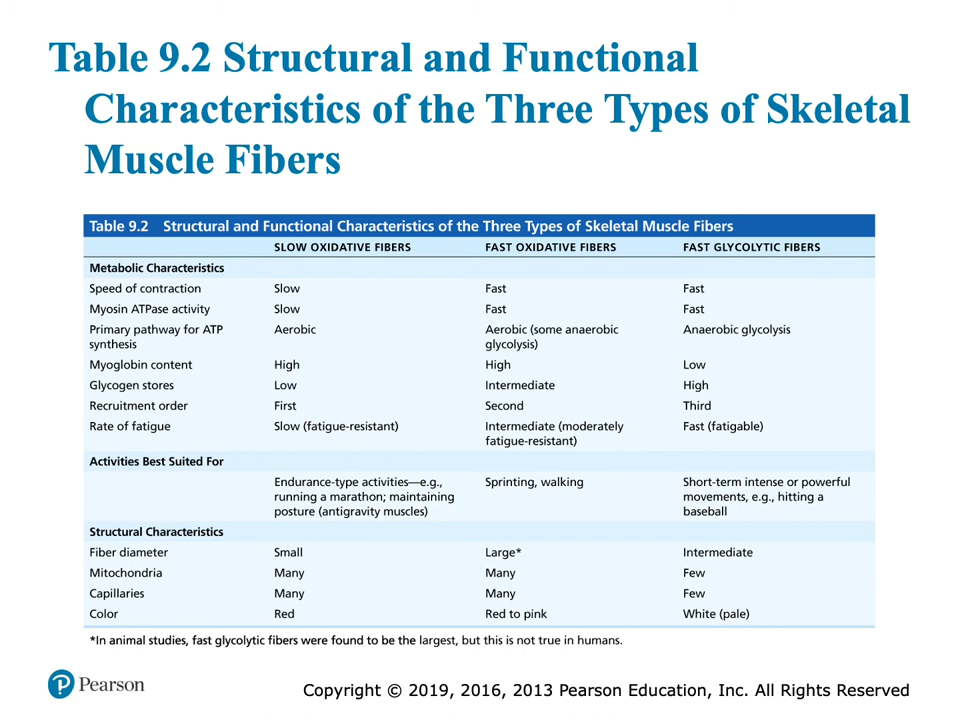 Table 9.2 Structural and Functional
Characteristics of the Three Types of Skeletal
Muscle Fibers
Table 9.2 Structural and Functional Characteristics of the Three Types of Skeletal Muscle Fibers
SLOW OXIDATIVE FIBERS FAST OXIDATIVE FIBERS FAST GLYCOLYTIC FIBERS
Metabolic Characteristics
Speed of contraction Slow Fast Fast
Myosin ATPase activity Slow Fast Fast
Primary pathway for ATP Aerobic Aerobic (some anaerobic Anaerobic glycolysis
synthesis glycolysis)
Myoglobin content High High Low
Glycogen stores Low Intermediate High
Recruitment order First Second Third
Rate of fatigue Slow (fatigue-resistant) Intermediate (moderately Fast (fatigable)
fatigue-resistant)
Activities Best Suited For
Endurance-type activities—e.g., Sprinting, walking Short-term intense or powerful
running a marathon; maintaining movements, e.g., hitting a
posture (antigravity muscles) baseball
Structural Characteristics
Fiber diameter Small Large* Intermediate
Mitochondria Many Many Few
Capillaries Many Many Few
Color Red Red to pink White (pale)
*In animal studies, fast glycolytic fibers were found to be the largest, but this is not true in humans.
P Pearson
Copyright © 2019, 2016, 2013 Pearson Education, Inc. All Rights Reserved